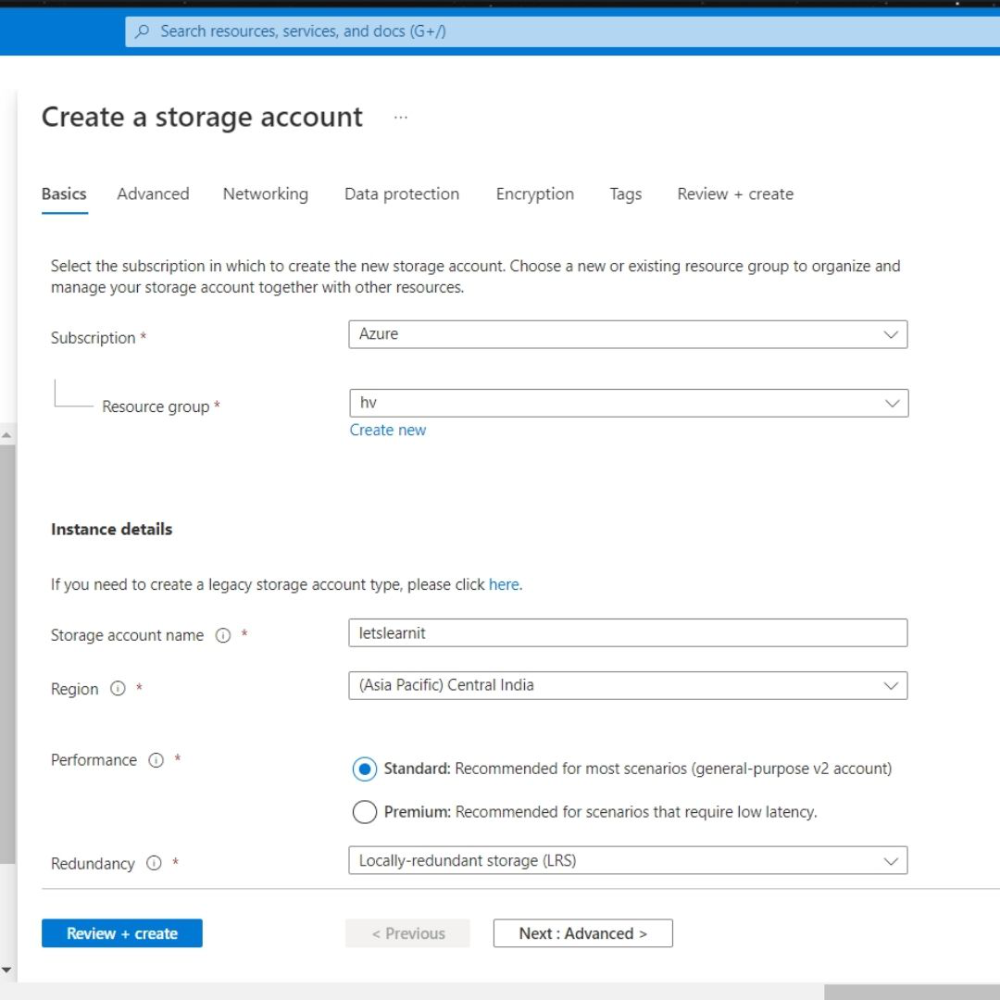 Search resources, services, and docs (G+/)
Create a storage account ...
Basics Advanced Networking Data protection Encryption Tags Review + create
Select the subscription in which to create the new storage account. Choose a new or existing resource group to organize and
manage your storage account together with other resources.
Subscription * Azure
Resource group * hv
Create new
Instance details
If you need to create a legacy storage account type, please click here.
Storage account name * letslearnit
Region * (Asia Pacific) Central India
Performance * Standard: Recommended for most scenarios (general-purpose v2 account)
Premium: Recommended for scenarios that require low latency.
Redundancy * Locally-redundant storage (LRS)
Review + create < Previous Next : Advanced >